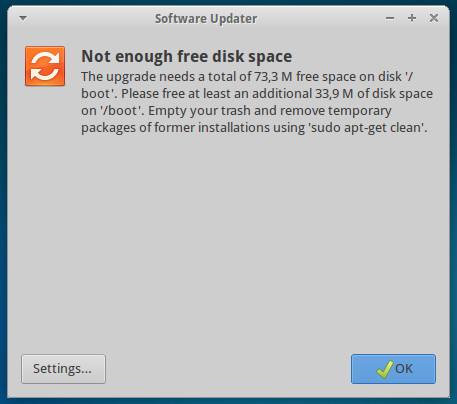 Software Updater
Not enough free disk space
The upgrade needs a total of 73,3 M free space on disk '/
boot'. Please free at least an additional 33,9 M of disk space
on '/boot'. Empty your trash and remove temporary
packages of former installations using 'sudo apt-get clean'.
Settings...
OK